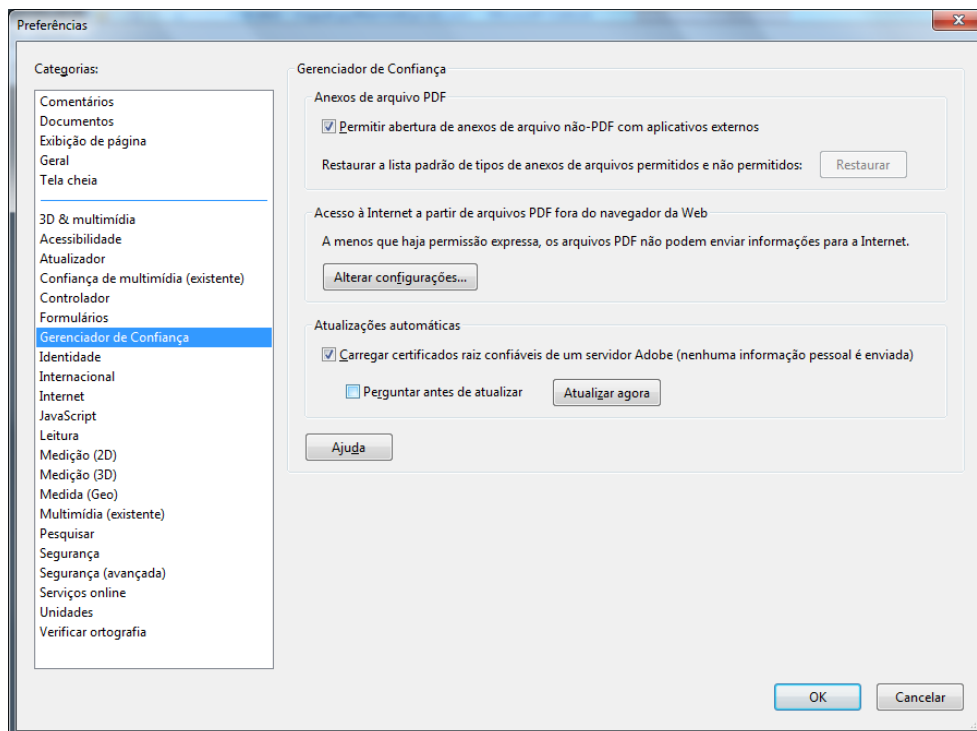 Preferências
Categorias:
Comentários
Documentos
Exibição de página
Geral
Tela cheia
3D & multimídia
Acessibilidade
Atualizador
Confiança de multimídia (existente)
Controlador
Formulários
Gerenciador de Confiança
Identidade
Internacional
Internet
JavaScript
Leitura
Medição (2D)
Medição (3D)
Medida (Geo)
Multimídia (existente)
Pesquisar
Segurança
Segurança (avançada)
Serviços online
Unidades
Verificar ortografia
Gerenciador de Confiança
Anexos de arquivo PDF
Permitir abertura de anexos de arquivo não-PDF com aplicativos externos
Restaurar a lista padrão de tipos de anexos de arquivos permitidos e não permitidos: Restaurar
Acesso à Internet a partir de arquivos PDF fora do navegador da Web
A menos que haja permissão expressa, os arquivos PDF não podem enviar informações para a Internet.
Alterar configurações...
Atualizações automáticas
Carregar certificados raiz confiáveis de um servidor Adobe (nenhuma informação pessoal é enviada)
Perguntar antes de atualizar Atualizar agora
Ajuda
OK Cancelar